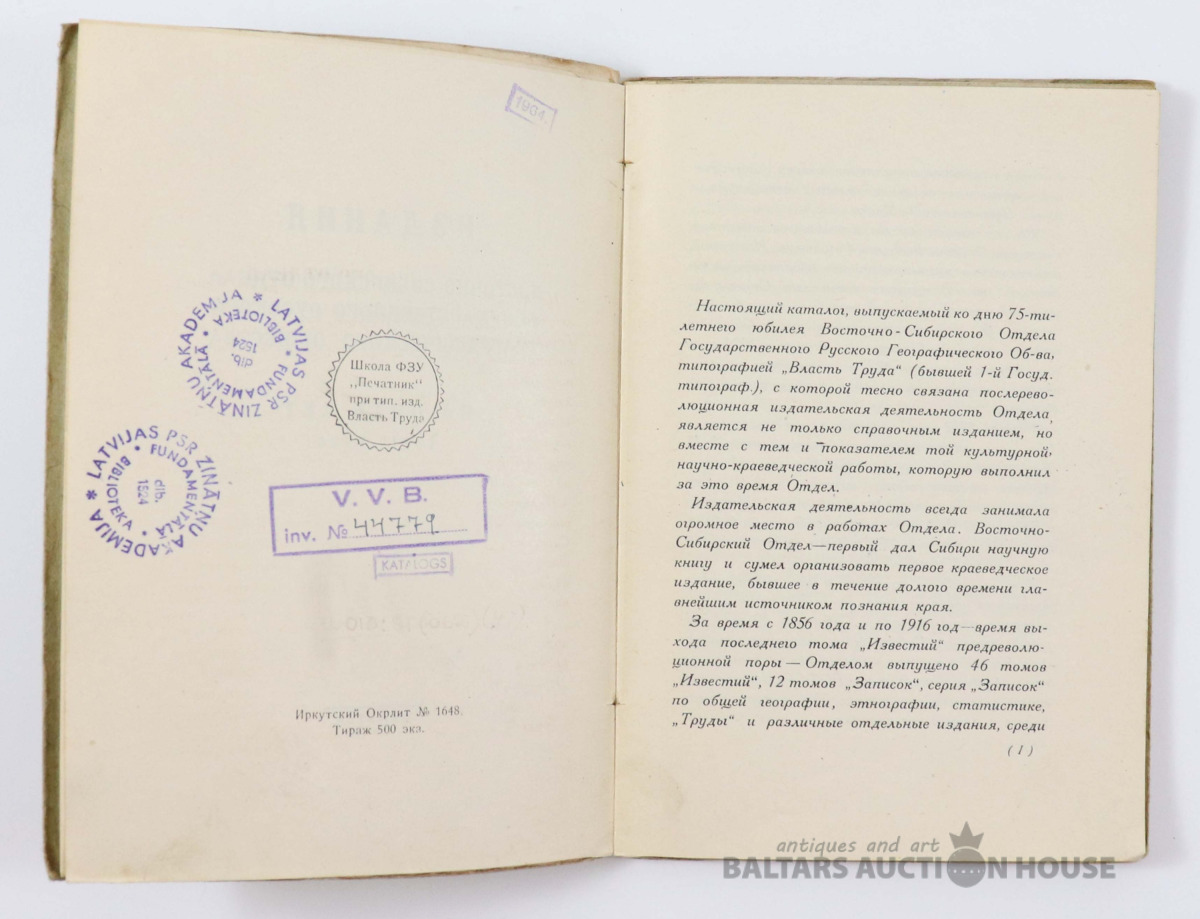 1904.
LATVIJAS PSR ZINĀTŅU AKADEMIJA *
FUNDAMENTĀLĀ • BIBLIOTEKA •
dib.
1524
Школа ФЗУ
„Печатник“
при тип. изд.
Власть Труда
LATVIJAS PSR ZINĀTŅU AKADEMIJA *
FUNDAMENTĀLĀ • BIBLIOTEKA •
dib.
1524
V. V. B.
inv. № 44779
KATALOGS
Иркутский Окрлит № 1648.
Тираж 500 экз.
Настоящий каталог, выпускаемый ко дню 75-ти-
летнего юбилея Восточно-Сибирского Отдела
Государственного Русского Географического Об-ва,
типографией „Власть Труда“ (бывшей 1-й Госуд.
типограф.), с которой тесно связана послерево-
люционная издательская деятельность Отдела,
является не только справочным изданием, но
вместе с тем и показателем той культурной,
научно-краеведческой работы, которую выполнил
за это время Отдел.
Издательская деятельность всегда занимала
огромное место в работах Отдела. Восточно-
Сибирский Отдел—первый дал Сибири научную
книгу и сумел организовать первое краеведческое
издание, бывшее в течение долгого времени гла-
внейшим источником познания края.
За время с 1856 года и по 1916 год—время вы-
хода последнего тома „Известий“ предреволю-
ционной поры — Отделом выпущено 46 томов
„Известий“, 12 томов „Записок“, серия „Записок“
по общей географии, этнографии, статистике,
„Труды“ и различные отдельные издания, среди
(1)
antiques and art
BALTARS AUCTION HOUSE